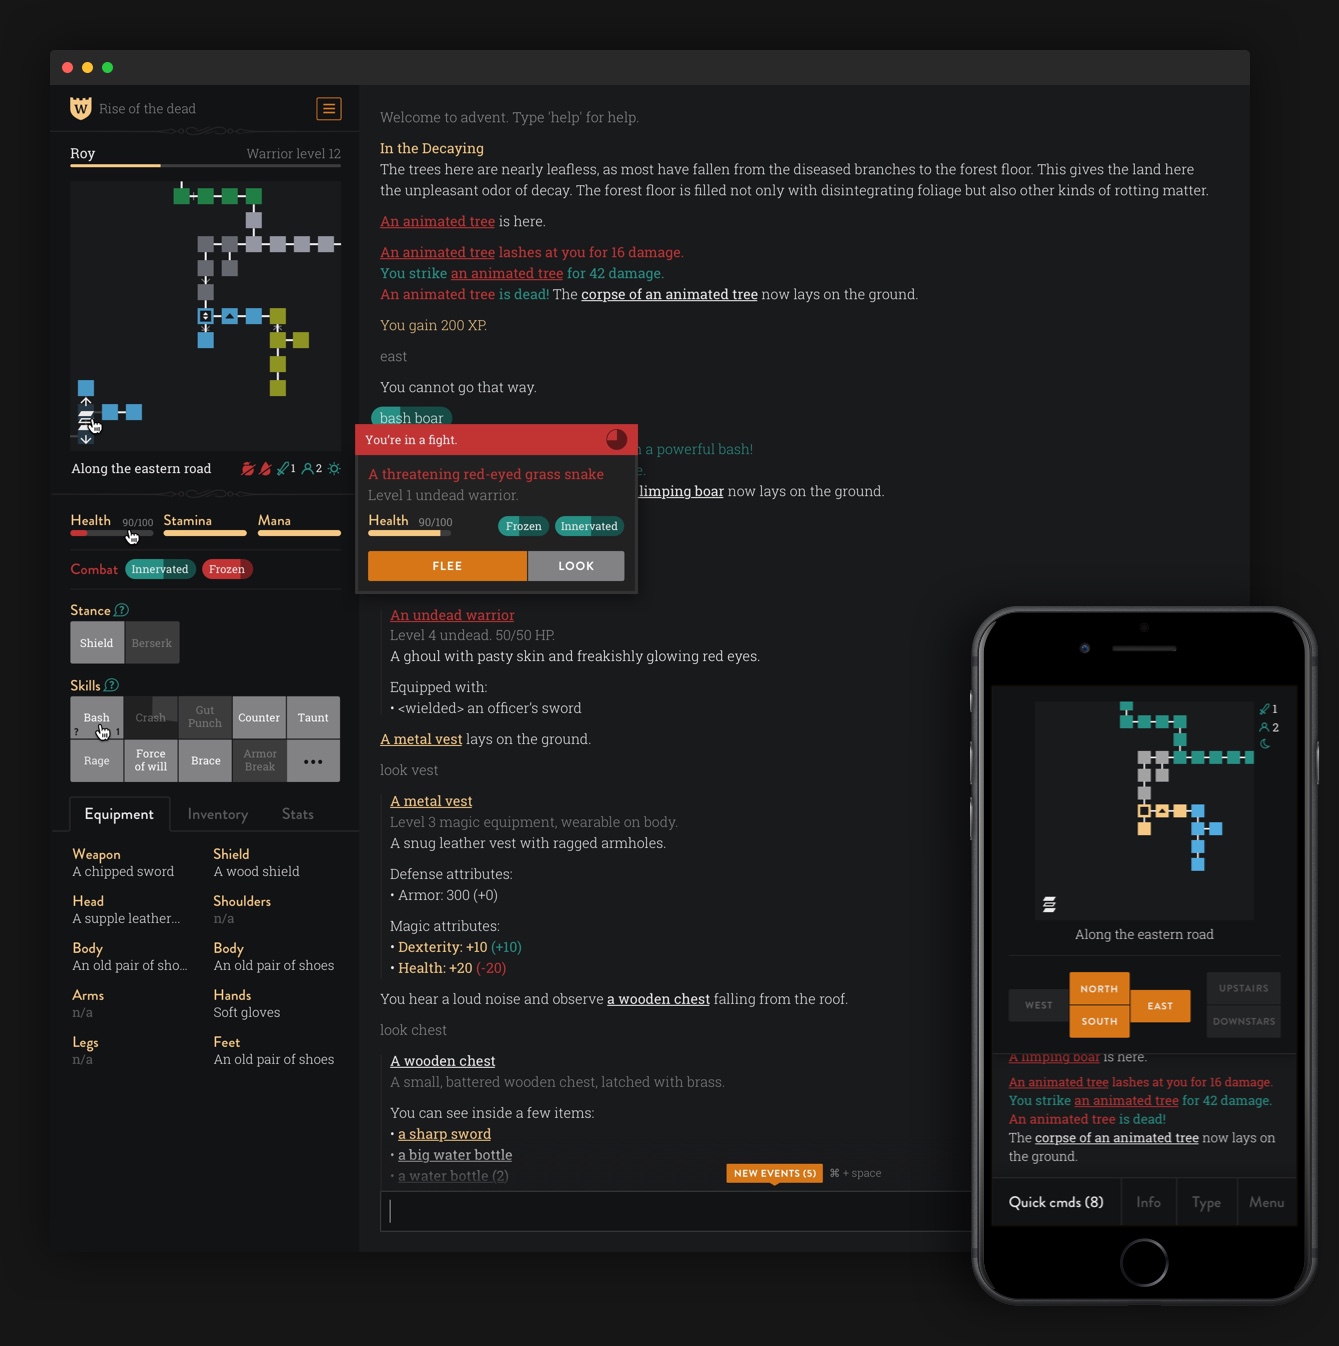 W Rise of the dead
Roy Warrior level 12
Along the eastern road 1 2
Health 90/100 Stamina Mana
Combat Innervated Frozen
Stance ?
Shield Berserk
Skills ?
Bash Crash Gut Punch Counter Taunt
? 1
Rage Force of will Brace Armor Break •••
Equipment Inventory Stats
Weapon Shield
A chipped sword A wood shield
Head Shoulders
A supple leather... n/a
Body Body
An old pair of sho... An old pair of shoes
Arms Hands
n/a Soft gloves
Legs Feet
n/a An old pair of shoes
Welcome to advent. Type 'help' for help.
In the Decaying
The trees here are nearly leafless, as most have fallen from the diseased branches to the forest floor. This gives the land here
the unpleasant odor of decay. The forest floor is filled not only with disintegrating foliage but also other kinds of rotting matter.
An animated tree is here.
An animated tree lashes at you for 16 damage.
You strike an animated tree for 42 damage.
An animated tree is dead! The corpse of an animated tree now lays on the ground.
You gain 200 XP.
east
You cannot go that way.
bash boar
a powerful bash!
limping boar now lays on the ground.
You're in a fight.
A threatening red-eyed grass snake
Level 1 undead warrior.
Health 90/100 Frozen Innervated
FLEE LOOK
An undead warrior
Level 4 undead. 50/50 HP.
A ghoul with pasty skin and freakishly glowing red eyes.
Equipped with:
• <wielded> an officer's sword
A metal vest lays on the ground.
look vest
A metal vest
Level 3 magic equipment, wearable on body.
A snug leather vest with ragged armholes.
Defense attributes:
• Armor: 300 (+0)
Magic attributes:
• Dexterity: +10 (+10)
• Health: +20 (-20)
You hear a loud noise and observe a wooden chest falling from the roof.
look chest
A wooden chest
A small, battered wooden chest, latched with brass.
You can see inside a few items:
• a sharp sword
• a big water bottle
• a water bottle (2)
NEW EVENTS (5) ⌘ + space
1
2
Along the eastern road
WEST NORTH SOUTH EAST UPSTAIRS DOWNSTARS
A limping boar is here.
An animated tree lashes at you for 16 damage.
You strike an animated tree for 42 damage.
An animated tree is dead!
The corpse of an animated tree now lays on
the ground.
Quick cmds (8) Info Type Menu